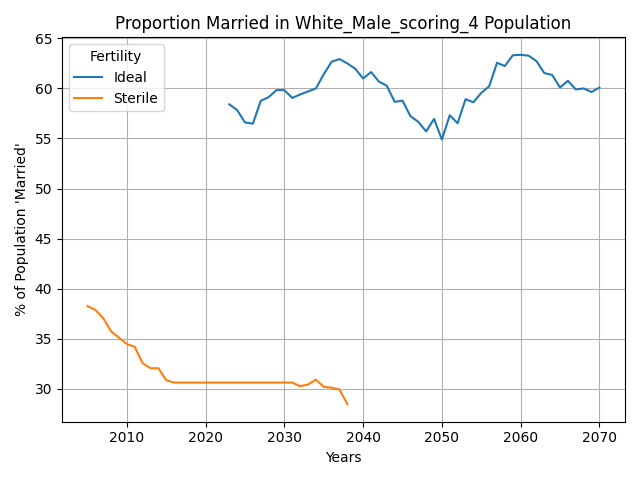 Proportion Married in White_Male_scoring_4 Population
Fertility
Ideal
Sterile
% of Population 'Married'
65
60
55
50
45
40
35
30
2010 2020 2030 2040 2050 2060 2070
Years